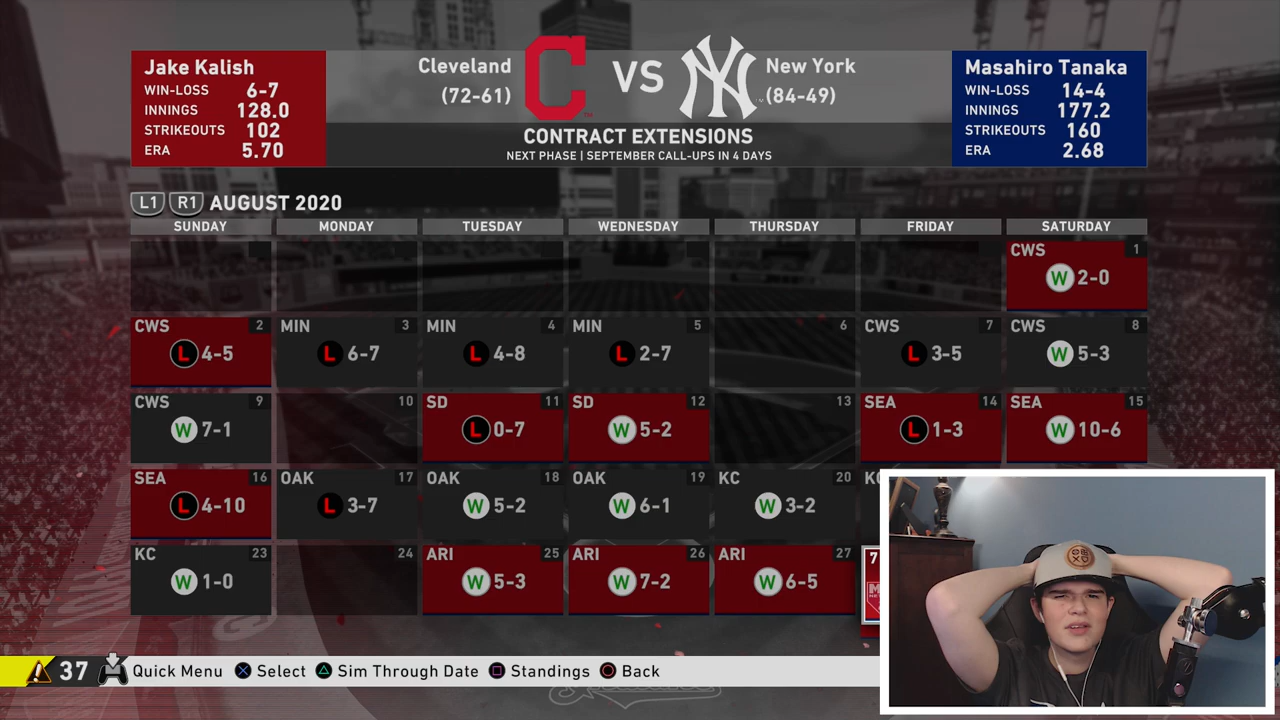 Jake Kalish
WIN-LOSS 6-7
INNINGS 128.0
STRIKEOUTS 102
ERA 5.70
Cleveland VS New York
(72-61) (84-49)
CONTRACT EXTENSIONS
NEXT PHASE | SEPTEMBER CALL-UPS IN 4 DAYS
Masahiro Tanaka
WIN-LOSS 14-4
INNINGS 177.2
STRIKEOUTS 160
ERA 2.68
L1 R1 AUGUST 2020
SUNDAY MONDAY TUESDAY WEDNESDAY THURSDAY FRIDAY SATURDAY
CWS 1
W 2-0
CWS 2 MIN 3 MIN 4 MIN 5 6 CWS 7 CWS 8
L 4-5 L 6-7 L 4-8 L 2-7 L 3-5 W 5-3
CWS 9 10 SD 11 SD 12 13 SEA 14 SEA 15
W 7-1 L 0-7 W 5-2 L 1-3 W 10-6
SEA 16 OAK 17 OAK 18 OAK 19 KC 20
L 4-10 L 3-7 W 5-2 W 6-1 W 3-2
KC 23 24 ARI 25 ARI 26 ARI 27 7
W 1-0 W 5-3 W 7-2 W 6-5
37 Quick Menu Select Sim Through Date Standings Back